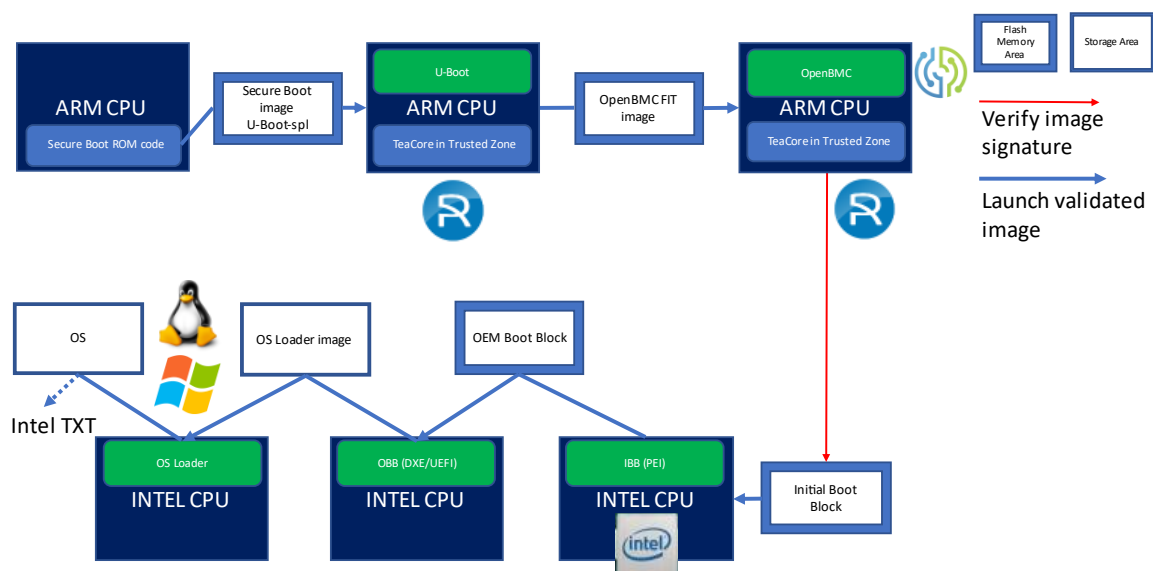 Flash
Memory
Area
Storage Area
U-Boot
ARM CPU
TeaCore in Trusted Zone
OpenBMC
ARM CPU
TeaCore in Trusted Zone
ARM CPU
Secure Boot ROM code
Secure Boot
image
U-Boot-spl
OpenBMC FIT
image
Verify image
signature
Launch validated
image
OS
OS Loader image
OEM Boot Block
Intel TXT
OS Loader
INTEL CPU
OBB (DXE/UEFI)
INTEL CPU
IBB (PEI)
INTEL CPU
intel
Initial Boot
Block